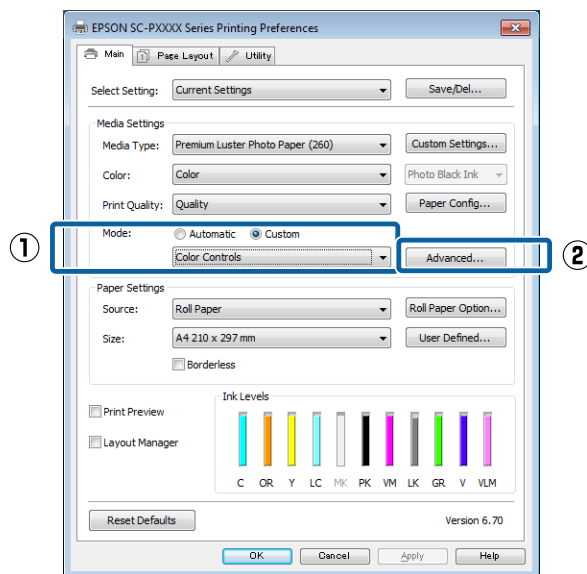 EPSON SC-PXXXX Series Printing Preferences
Main Page Layout Utility
Select Setting: Current Settings Save/Del...
Media Settings
Media Type: Premium Luster Photo Paper (260) Custom Settings...
Color: Color Photo Black Ink
Print Quality: Quality Paper Config...
Mode: Automatic Custom
① Color Controls Advanced... ②
Paper Settings
Source: Roll Paper Roll Paper Option...
Size: A4 210 x 297 mm User Defined...
Borderless
Ink Levels
Print Preview
Layout Manager
C OR Y LC MK PK VM LK GR V VLM
Reset Defaults Version 6.70
OK Cancel Apply Help